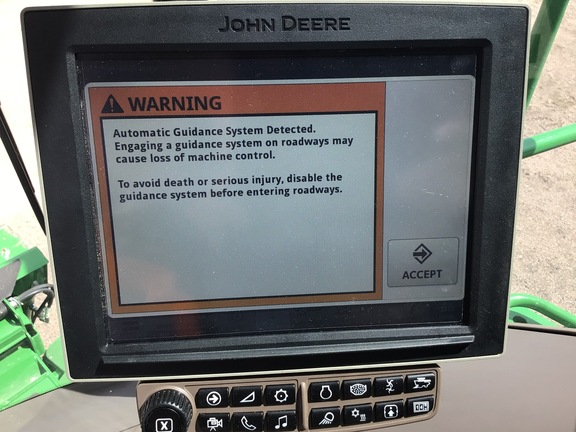 JOHN DEERE
WARNING
Automatic Guidance System Detected.
Engaging a guidance system on roadways may
cause loss of machine control.
To avoid death or serious injury, disable the
guidance system before entering roadways.
ACCEPT
X